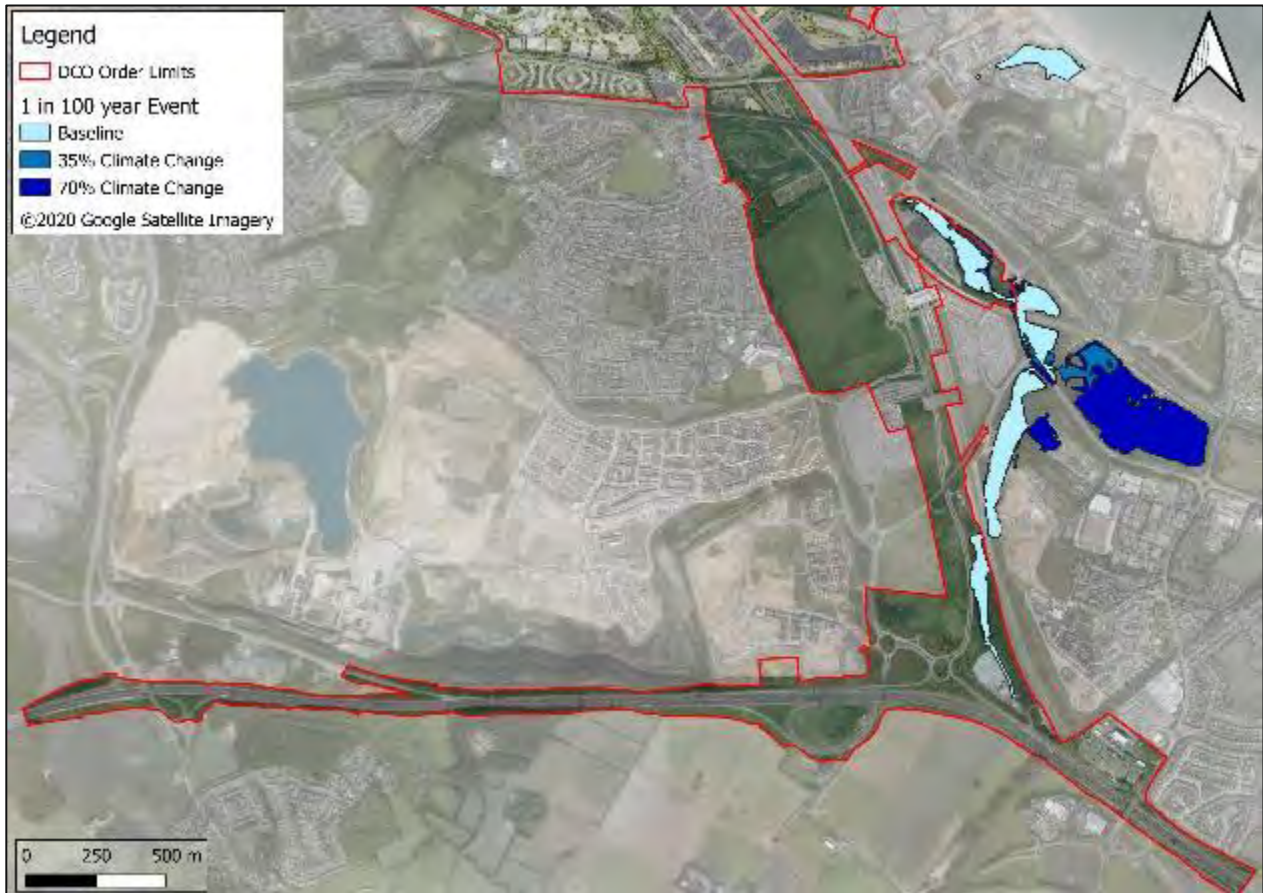 Legend
DCO Order Limits
1 in 100 year Event
Baseline
35% Climate Change
70% Climate Change
©2020 Google Satellite Imagery
0 250 500 m